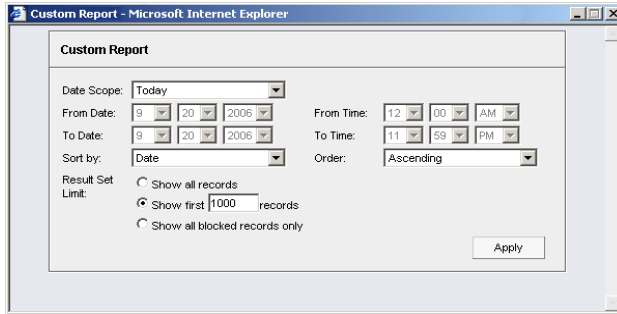 Custom Report - Microsoft Internet Explorer
Custom Report
Date Scope: Today
From Date: 9 20 2006 From Time: 12 00 AM
To Date: 9 20 2006 To Time: 11 59 PM
Sort by: Date Order: Ascending
Result Set Limit:
Show all records
Show first 1000 records
Show all blocked records only
Apply